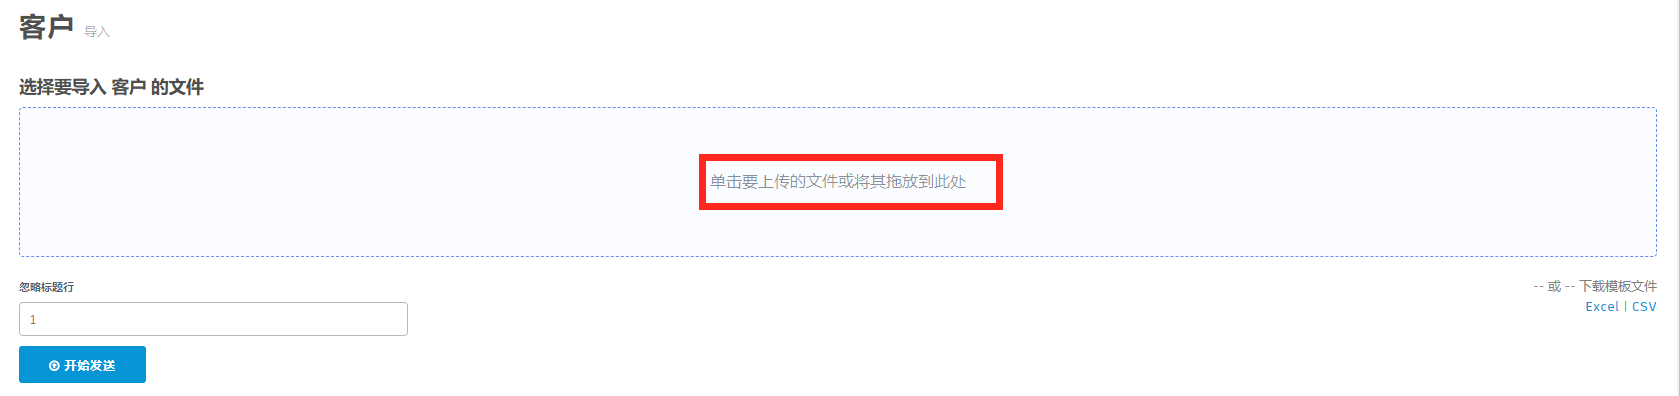 客户 导入
选择要导入 客户 的文件
单击要上传的文件或将其拖放到此处
忽略标题行
-- 或 -- 下载模板文件
1
Excel | CSV
开始发送